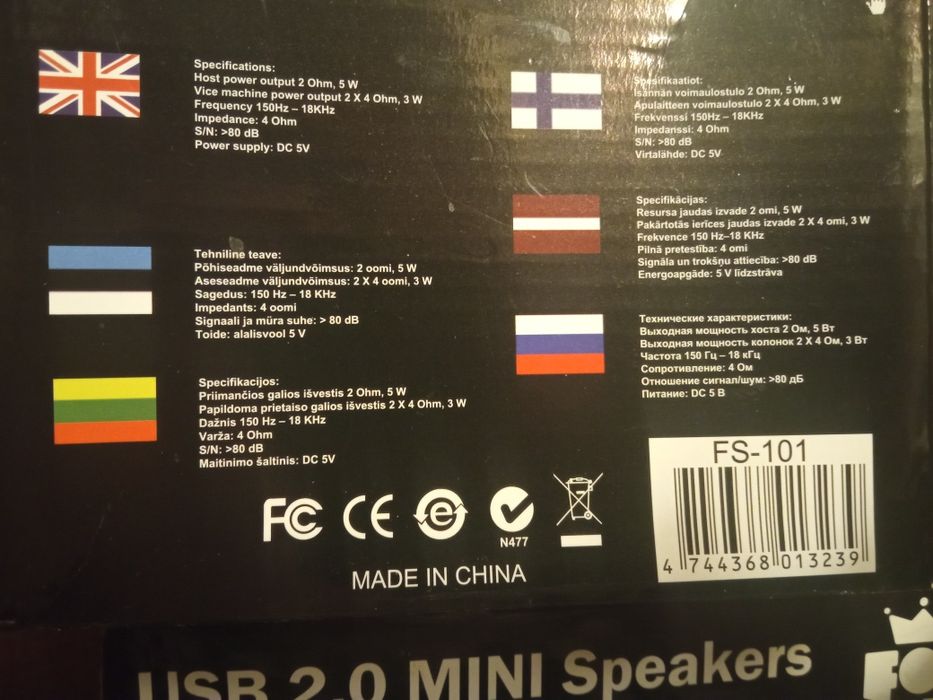 Specifications:
Host power output 2 Ohm, 5 W
Vice machine power output 2 X 4 Ohm, 3 W
Frequency 150Hz – 18KHz
Impedance: 4 Ohm
S/N: >80 dB
Power supply: DC 5V
Tehniline teave:
Põhiseadme väljundvõimsus: 2 oomi, 5 W
Aseseadme väljundvõimsus: 2 X 4 oomi, 3 W
Sagedus: 150 Hz – 18 KHz
Impedants: 4 oomi
Signaali ja müra suhe: > 80 dB
Toide: alalisvool 5 V
Specifikacijos:
Priimančios galios išvestis 2 Ohm, 5 W
Papildoma prietaiso galios išvestis 2 X 4 Ohm, 3 W
Dažnis 150 Hz – 18 KHz
Varža: 4 Ohm
S/N: >80 dB
Maitinimo šaltinis: DC 5V
Spesifikaatiot:
Isännän voimaulostulo 2 Ohm, 5 W
Apulaitteen voimaulostulo 2 X 4 Ohm, 3 W
Frekvenssi 150Hz – 18KHz
Impedanssi: 4 Ohm
S/N: >80 dB
Virtalähde: DC 5V
Specifikācijas:
Resursa jaudas izvade 2 omi, 5 W
Pakārtotās ierīces jaudas izvade 2 X 4 omi, 3 W
Frekvence 150 Hz–18 KHz
Pilnā pretestība: 4 omi
Signāla un trokšņu attiecība: >80 dB
Energoapgāde: 5 V līdzstrāva
Технические характеристики:
Выходная мощность хоста 2 Ом, 5 Вт
Выходная мощность колонок 2 X 4 Ом, 3 Вт
Частота 150 Гц – 18 кГц
Сопротивление: 4 Ом
Отношение сигнал/шум: >80 дБ
Питание: DC 5 В
FC CE e
N477
MADE IN CHINA
FS-101
4 744368 013239
USB 2.0 MINI Speakers